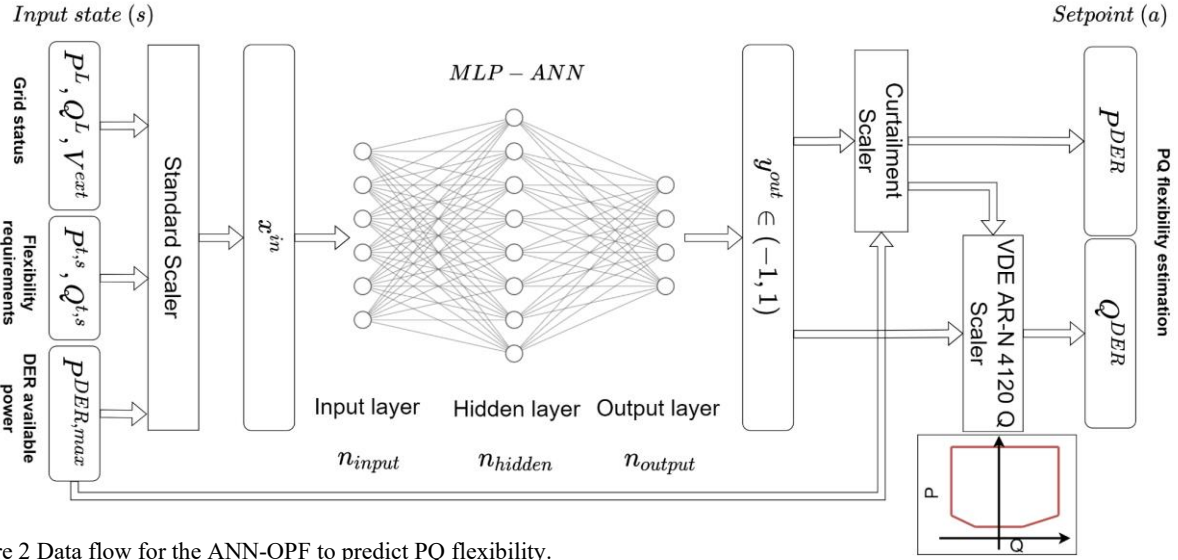 Input state (s)
Setpoint (a)
Grid status
P^L, Q^L, V^ext
Flexibility
requirements
P^t,s, Q^t,s
DER available
power
P^DER,max
Standard Scaler
x^in
MLP − ANN
Input layer
Hidden layer
Output layer
n_input
n_hidden
n_output
y^out ∈ (−1, 1)
Curtailment
Scaler
VDE AR-N 4120 Q
Scaler
P^DER
Q^DER
PQ flexibility estimation
P
Q
re 2 Data flow for the ANN-OPF to predict PQ flexibility.